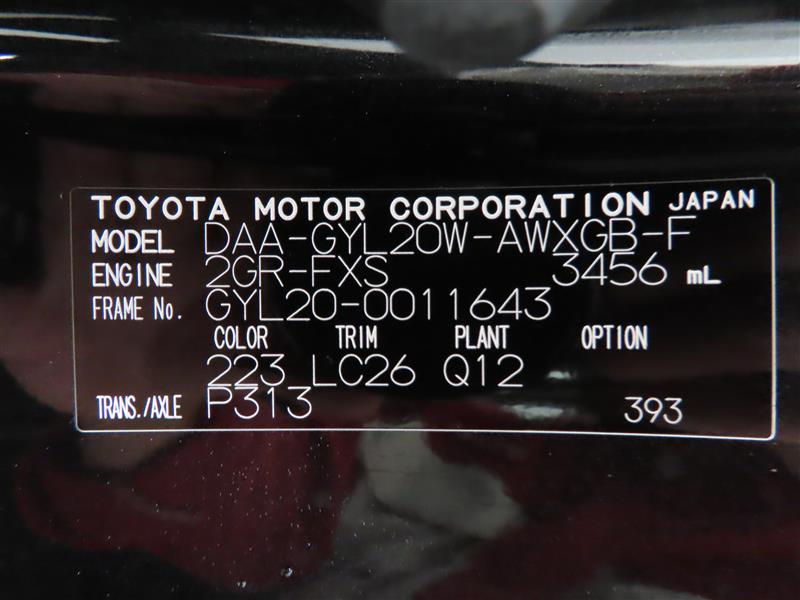 TOYOTA MOTOR CORPORATION JAPAN
MODEL DAA-GYL20W-AWXGB-F
ENGINE 2GR-FXS 3456 mL
FRAME No. GYL20-0011643
COLOR TRIM PLANT OPTION
223 LC26 Q12
TRANS./AXLE P313 393